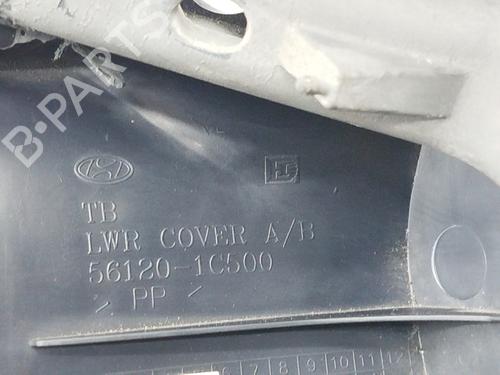 B-PARTS
TB
LWR COVER A/B
56120-1C500
> PP <
6 7 8 9 10 11 12